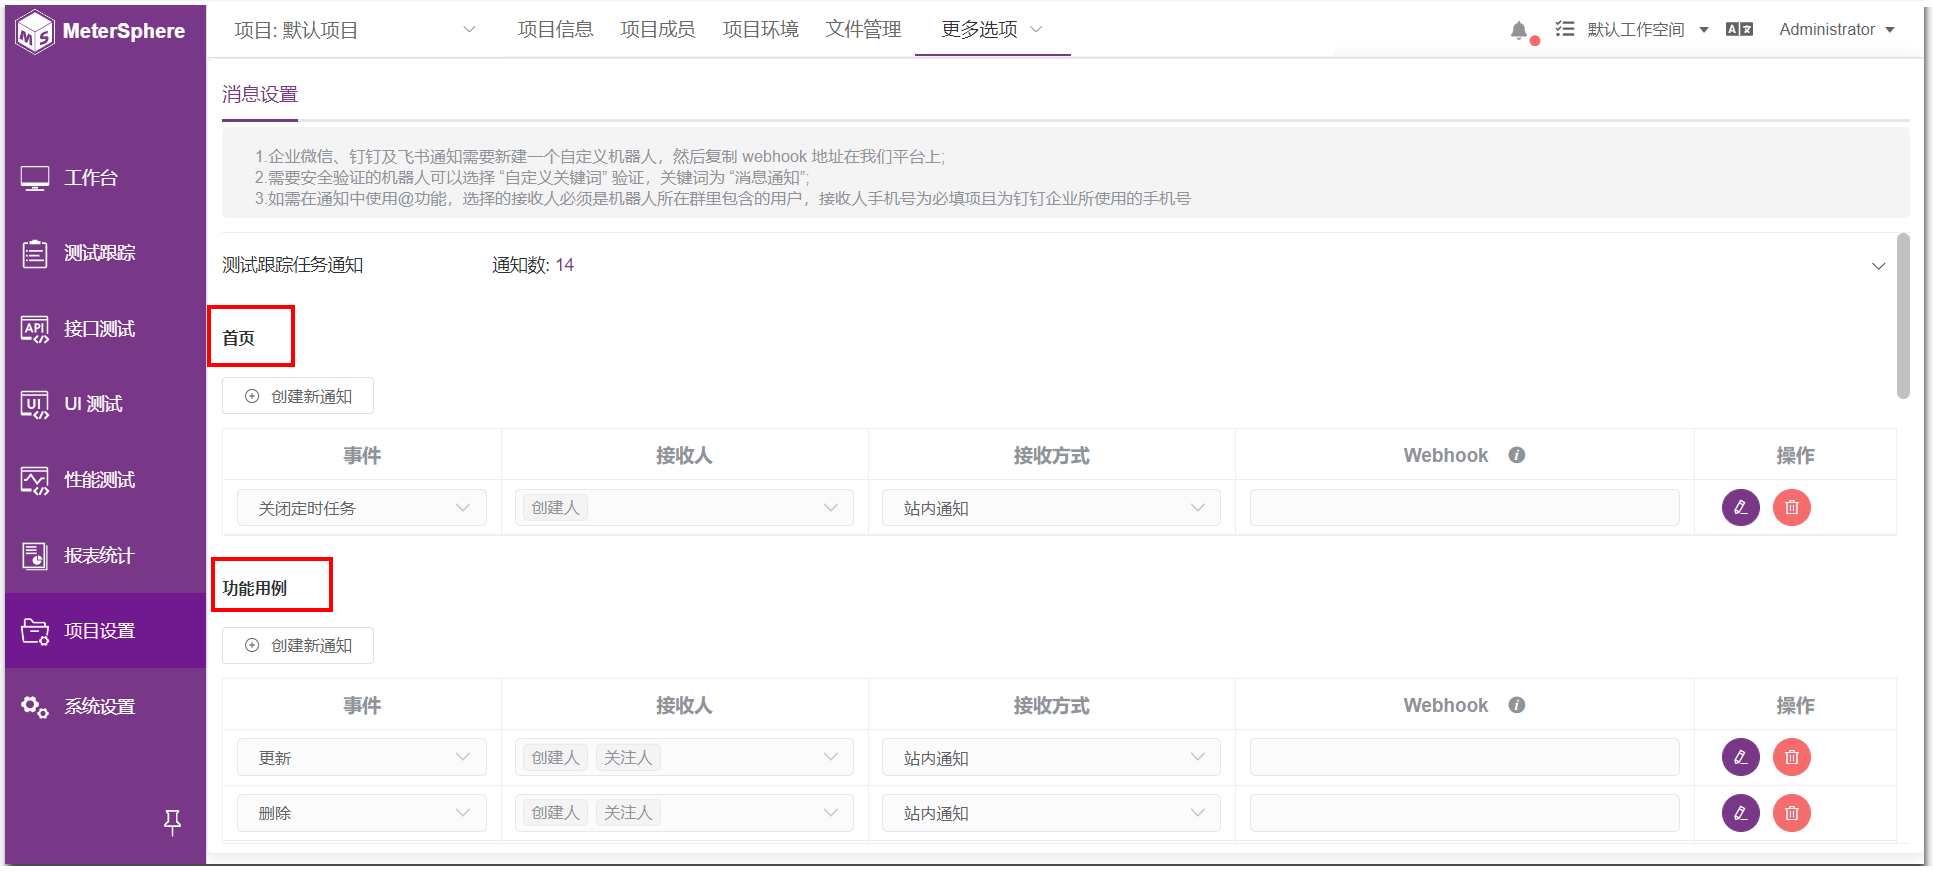 MeterSphere
项目: 默认项目 项目信息 项目成员 项目环境 文件管理 更多选项 默认工作空间 Administrator
消息设置
1.企业微信、钉钉及飞书通知需要新建一个自定义机器人，然后复制 webhook 地址在我们平台上;
2.需要安全验证的机器人可以选择 “自定义关键词” 验证，关键词为 “消息通知”;
3.如需在通知中使用@功能，选择的接收人必须是机器人所在群里包含的用户，接收人手机号为必填项目为钉钉企业所使用的手机号
工作台
测试跟踪
API 接口测试
UI UI 测试
性能测试
报表统计
项目设置
系统设置
测试跟踪任务通知 通知数: 14
首页
创建新通知
事件 接收人 接收方式 Webhook 操作
关闭定时任务 创建人 站内通知
功能用例
创建新通知
事件 接收人 接收方式 Webhook 操作
更新 创建人 关注人 站内通知
删除 创建人 关注人 站内通知